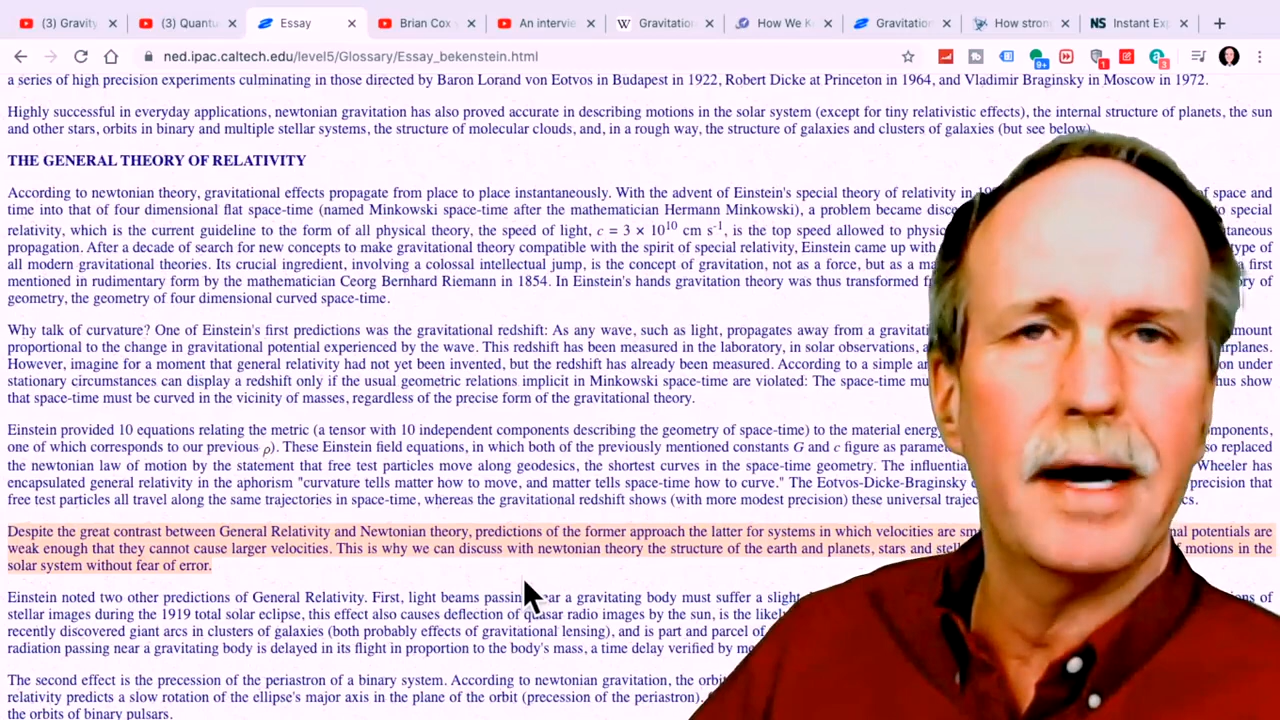 (3) Gravity
(3) Quantu
Essay
Brian Cox
An intervie
Gravitation
How We K
Gravitation
How stron
Instant Exp
ned.ipac.caltech.edu/level5/Glossary/Essay_bekenstein.html
9+
1
3
a series of high precision experiments culminating in those directed by Baron Lorand von Eotvos in Budapest in 1922, Robert Dicke at Princeton in 1964, and Vladimir Braginsky in Moscow in 1972.
Highly successful in everyday applications, newtonian gravitation has also proved accurate in describing motions in the solar system (except for tiny relativistic effects), the internal structure of planets, the sun
and other stars, orbits in binary and multiple stellar systems, the structure of molecular clouds, and, in a rough way, the structure of galaxies and clusters of galaxies (but see below).
THE GENERAL THEORY OF RELATIVITY
According to newtonian theory, gravitational effects propagate from place to place instantaneously. With the advent of Einstein's special theory of relativity in of space and
time into that of four dimensional flat space-time (named Minkowski space-time after the mathematician Hermann Minkowski), a problem became to special
relativity, which is the current guideline to the form of all physical theory, the speed of light, c = 3 × 10¹⁰ cm s⁻¹, is the top speed allowed to
propagation. After a decade of search for new concepts to make gravitational theory compatible with the spirit of special relativity, Einstein came up with type of
all modern gravitational theories. Its crucial ingredient, involving a colossal intellectual jump, is the concept of gravitation, not as a force, but as a first
mentioned in rudimentary form by the mathematician Ceorg Bernhard Riemann in 1854. In Einstein's hands gravitation theory was thus transformed of
geometry, the geometry of four dimensional curved space-time.
Why talk of curvature? One of Einstein's first predictions was the gravitational redshift: As any wave, such as light, propagates away from a
proportional to the change in gravitational potential experienced by the wave. This redshift has been measured in the laboratory, in solar observations,
However, imagine for a moment that general relativity had not yet been invented, but the redshift has already been measured. According to a simple under
stationary circumstances can display a redshift only if the usual geometric relations implicit in Minkowski space-time are violated: The space-time show
that space-time must be curved in the vicinity of masses, regardless of the precise form of the gravitational theory.
Einstein provided 10 equations relating the metric (a tensor with 10 independent components describing the geometry of space-time) to the material
one of which corresponds to our previous ρ). These Einstein field equations, in which both of the previously mentioned constants G and c figure as replaced
the newtonian law of motion by the statement that free test particles move along geodesics, the shortest curves in the space-time geometry. The influential Wheeler has
encapsulated general relativity in the aphorism "curvature tells matter how to move, and matter tells space-time how to curve." The Eotvos-Dicke-Braginsky precision that
free test particles all travel along the same trajectories in space-time, whereas the gravitational redshift shows (with more modest precision) these universal
Despite the great contrast between General Relativity and Newtonian theory, predictions of the former approach the latter for systems in which velocities are potentials are
weak enough that they cannot cause larger velocities. This is why we can discuss with newtonian theory the structure of the earth and planets, stars and motions in the
solar system without fear of error.
Einstein noted two other predictions of General Relativity. First, light beams passing near a gravitating body must suffer a slight of
stellar images during the 1919 total solar eclipse, this effect also causes deflection of quasar radio images by the sun, is the
recently discovered giant arcs in clusters of galaxies (both probably effects of gravitational lensing), and is part and parcel of
radiation passing near a gravitating body is delayed in its flight in proportion to the body's mass, a time delay verified by
The second effect is the precession of the periastron of a binary system. According to newtonian gravitation, the
relativity predicts a slow rotation of the ellipse's major axis in the plane of the orbit (precession of the periastron).
the orbits of binary pulsars.